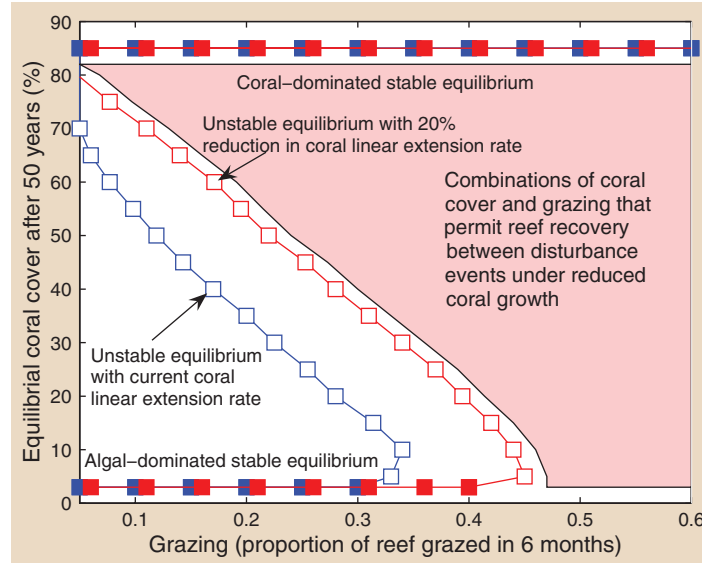 90
80
70
60
50
40
30
20
10
0
Equilibrial coral cover after 50 years (%)
Coral–dominated stable equilibrium
Unstable equilibrium with 20%
reduction in coral linear extension rate
Combinations of coral
cover and grazing that
permit reef recovery
between disturbance
events under reduced
coral growth
Unstable equilibrium
with current coral
linear extension rate
Algal–dominated stable equilibrium
0.1
0.2
0.3
0.4
0.5
0.6
Grazing (proportion of reef grazed in 6 months)